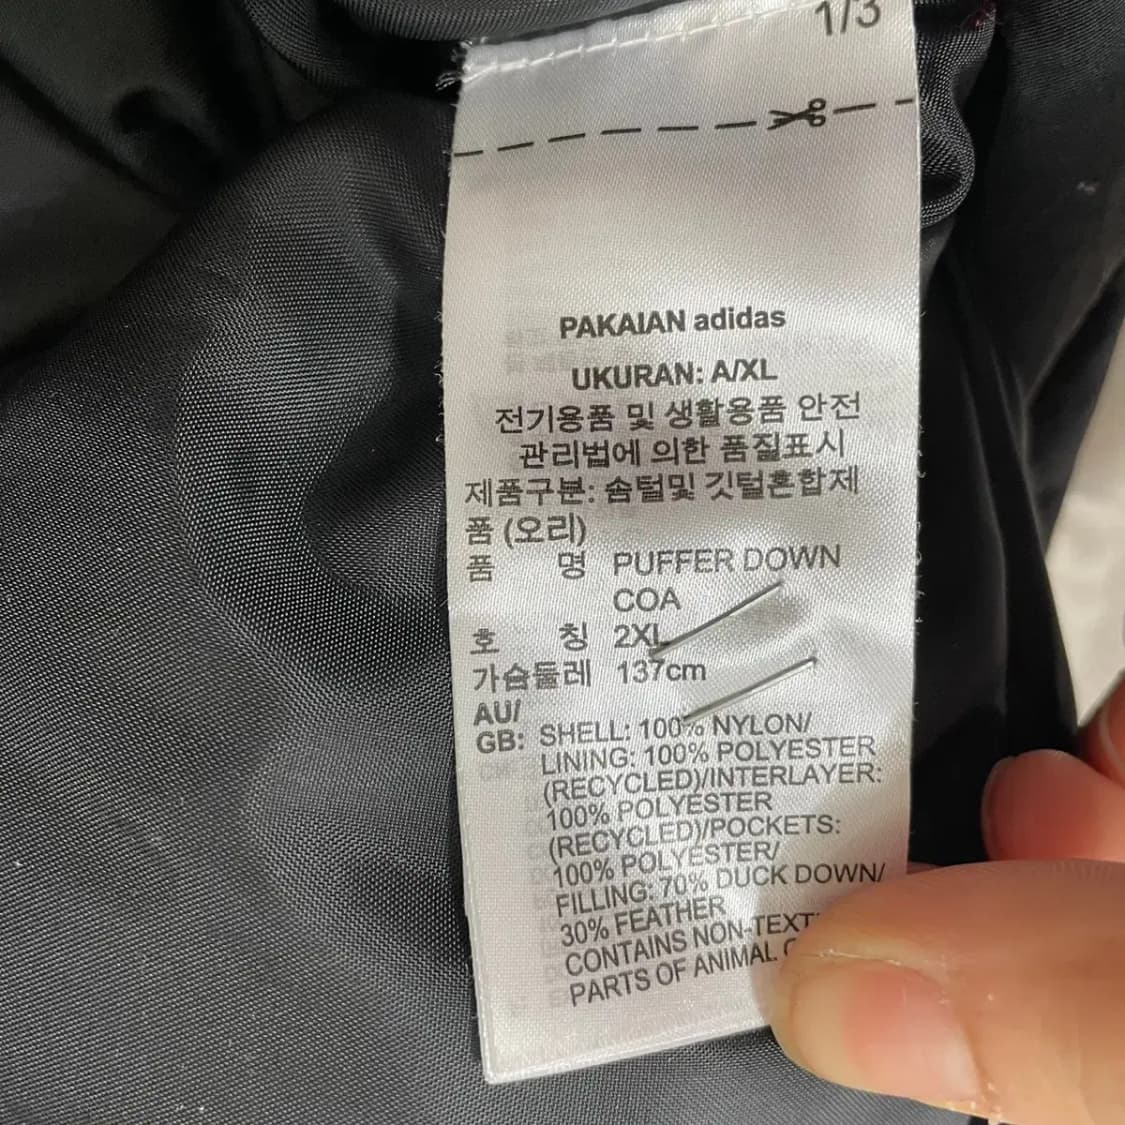 1/3
PAKAIAN adidas
UKURAN: A/XL
전기용품 및 생활용품 안전
관리법에 의한 품질표시
제품구분: 솜털및 깃털혼합제
품 (오리)
품 명 PUFFER DOWN
COA
호 칭 2XL
가슴둘레 137cm
AU/
GB: SHELL: 100% NYLON/
LINING: 100% POLYESTER
(RECYCLED)/INTERLAYER:
100% POLYESTER
(RECYCLED)/POCKETS:
100% POLYESTER/
FILLING: 70% DUCK DOWN/
30% FEATHER
CONTAINS NON-TEXT
PARTS OF ANIMAL